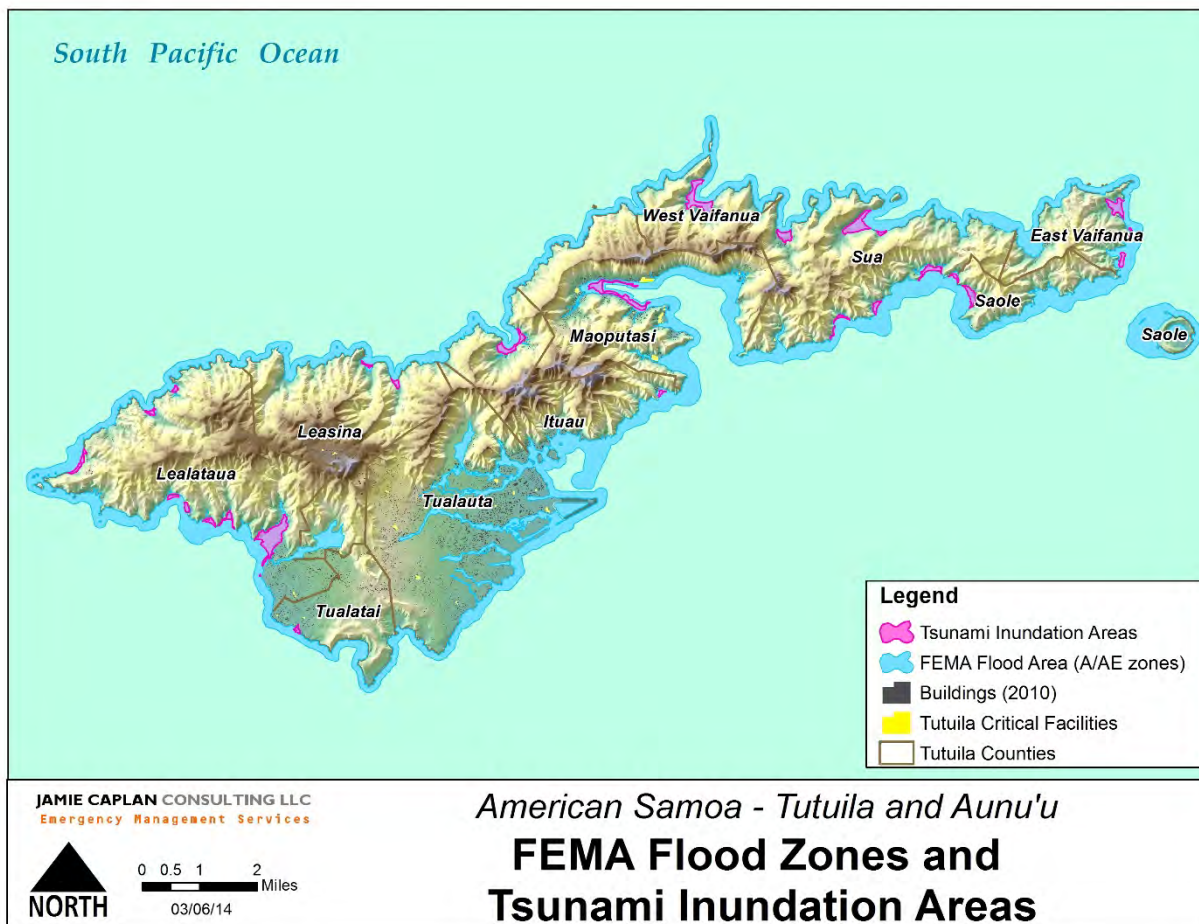 South Pacific Ocean
West Vaifanua
East Vaifanua
Sua
Saole
Saole
Maoputasi
Ituau
Leasina
Lealataua
Tualauta
Tualatai
Legend
Tsunami Inundation Areas
FEMA Flood Area (A/AE zones)
Buildings (2010)
Tutuila Critical Facilities
Tutuila Counties
JAMIE CAPLAN CONSULTING LLC
Emergency Management Services
NORTH
0 0.5 1 2
Miles
03/06/14
American Samoa - Tutuila and Aunu'u
FEMA Flood Zones and
Tsunami Inundation Areas